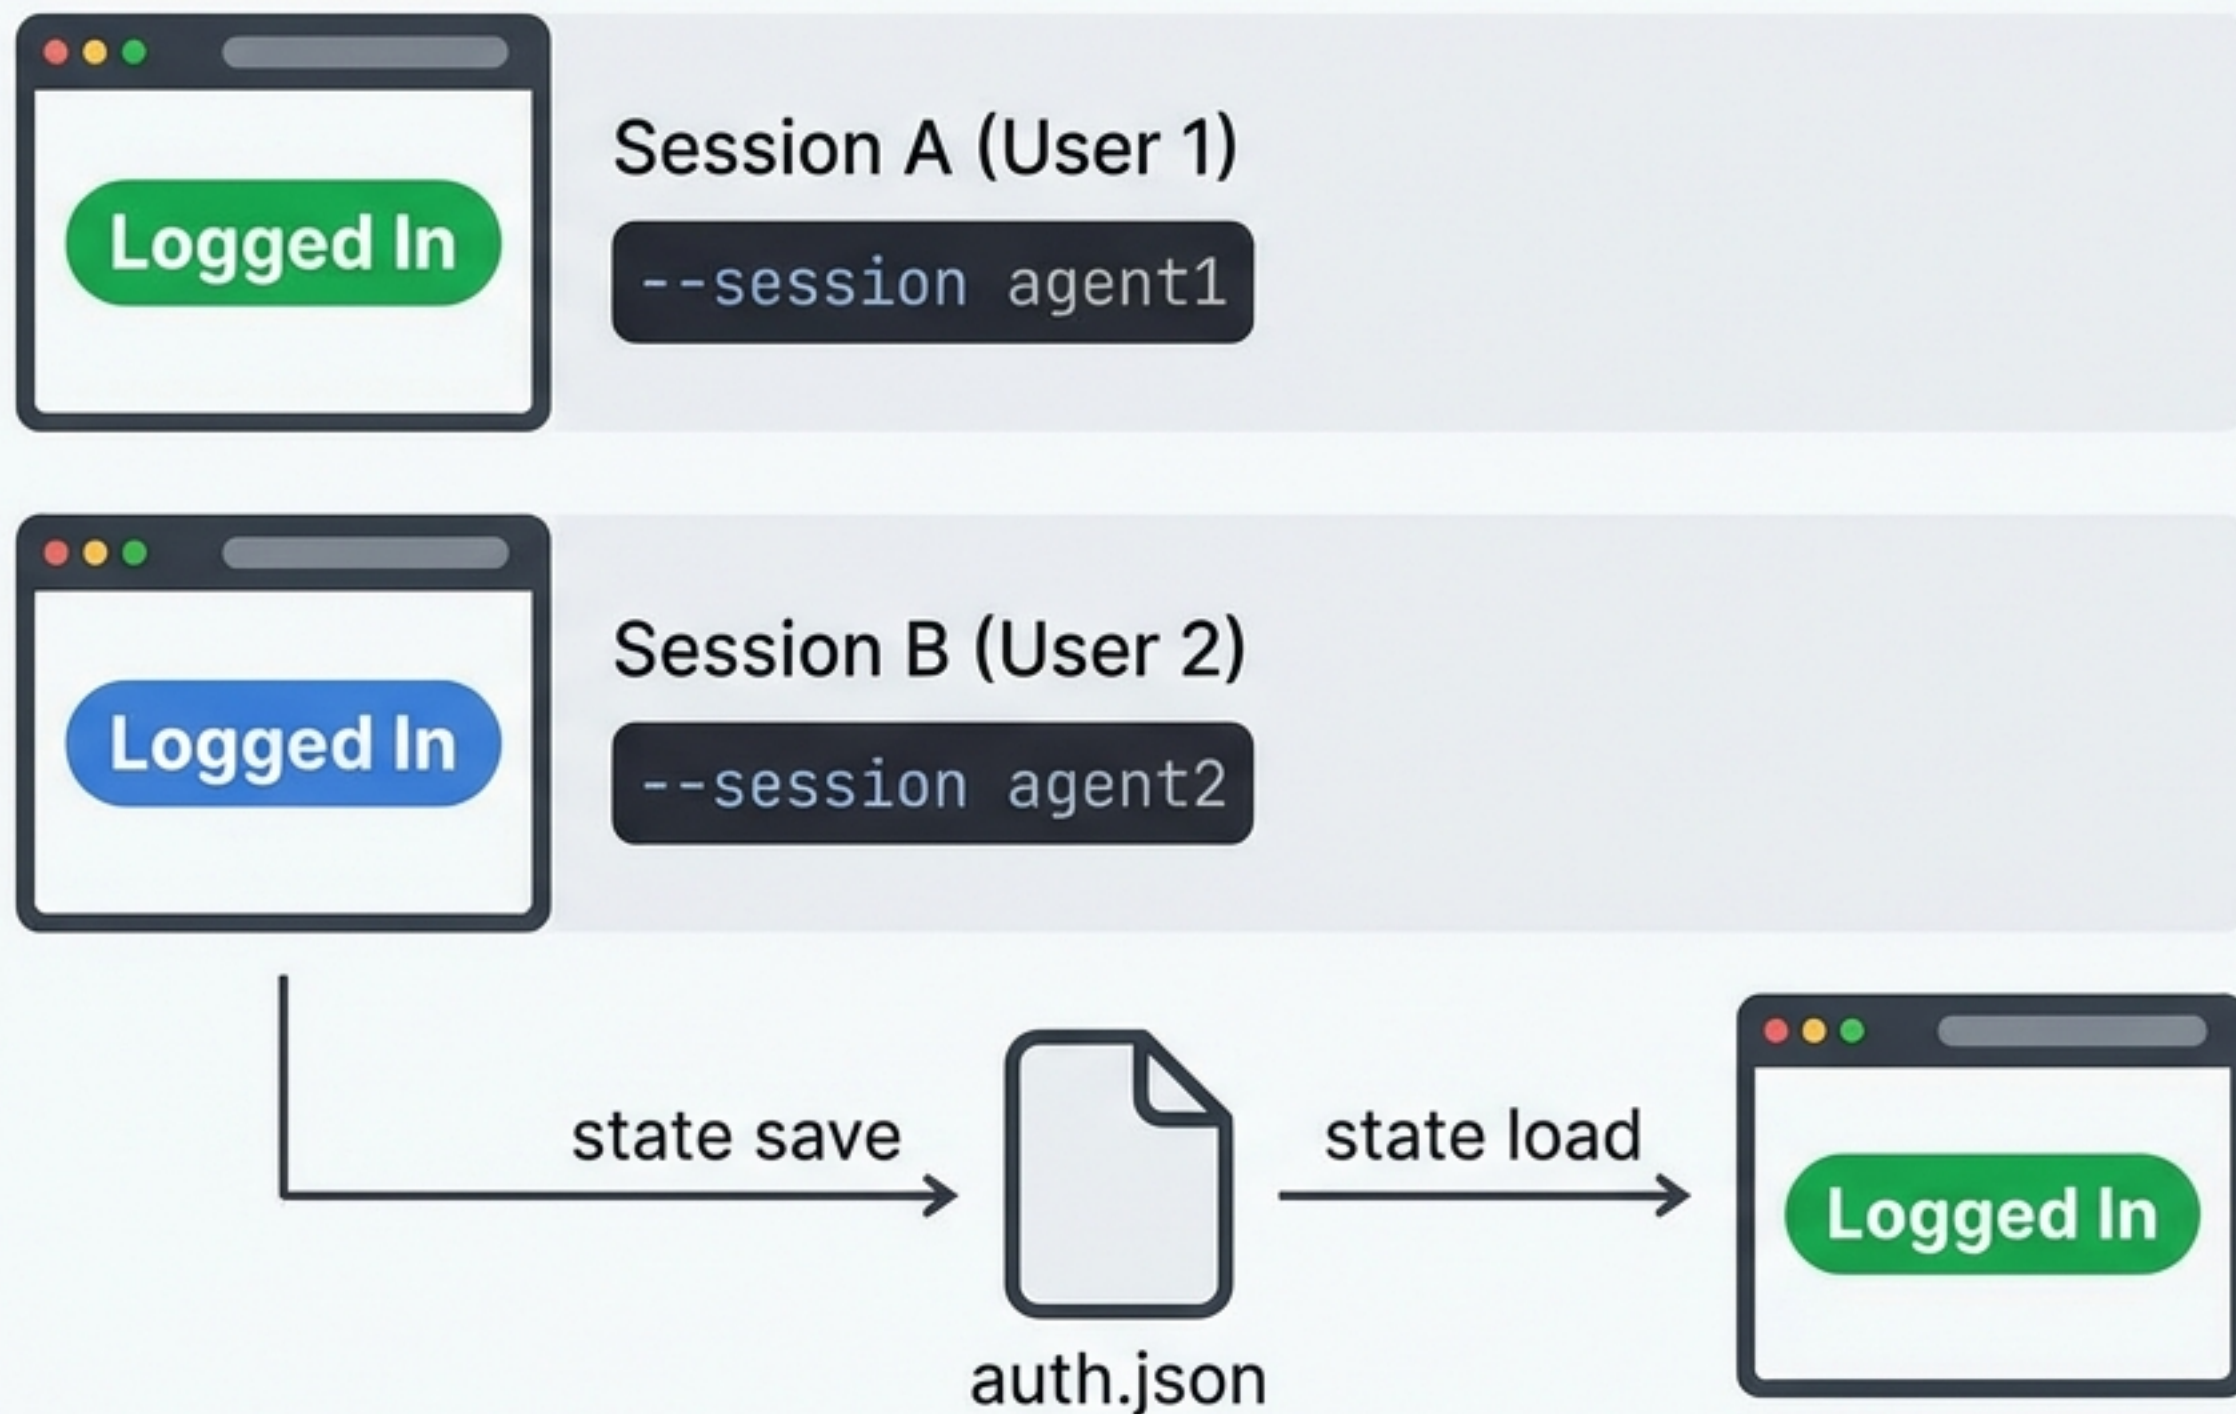 Logged In
Session A (User 1)
--session agent1
Logged In
Session B (User 2)
--session agent2
state save
state load
Logged In
auth.json